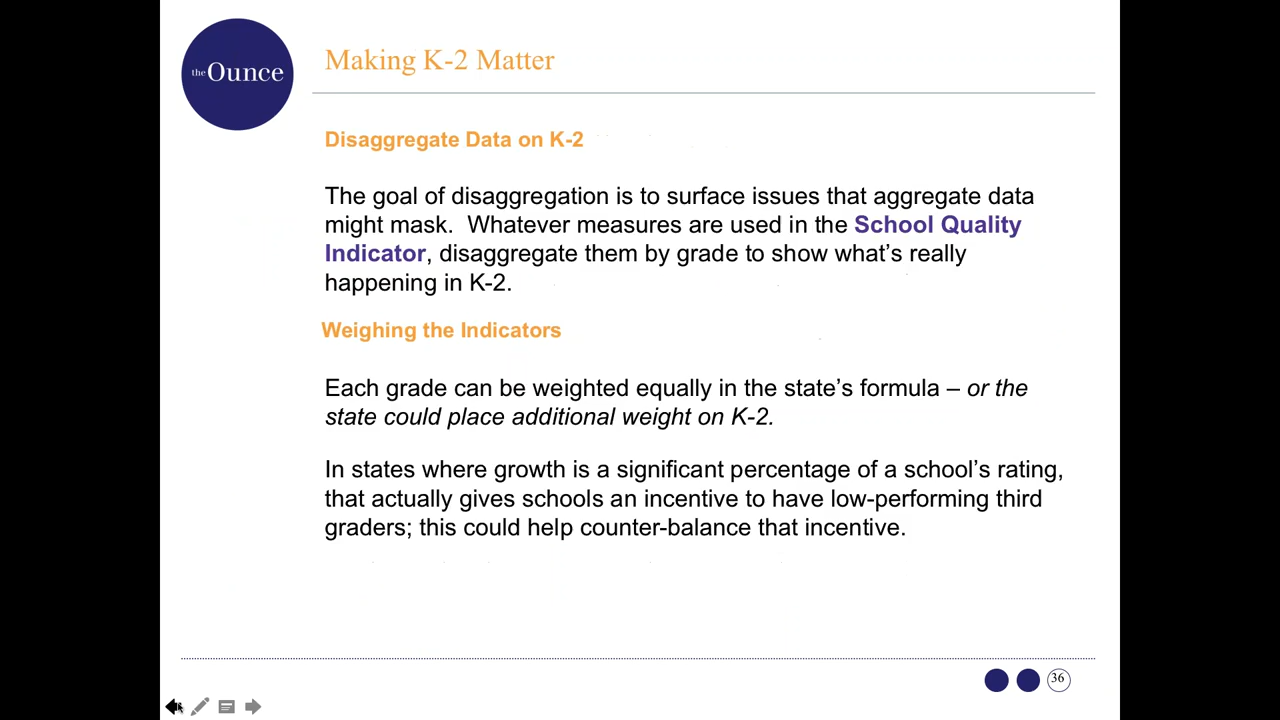 the Ounce
Making K-2 Matter
Disaggregate Data on K-2
The goal of disaggregation is to surface issues that aggregate data
might mask.  Whatever measures are used in the School Quality
Indicator, disaggregate them by grade to show what’s really
happening in K-2.
Weighing the Indicators
Each grade can be weighted equally in the state’s formula – or the
state could place additional weight on K-2.
In states where growth is a significant percentage of a school’s rating,
that actually gives schools an incentive to have low-performing third
graders; this could help counter-balance that incentive.
36